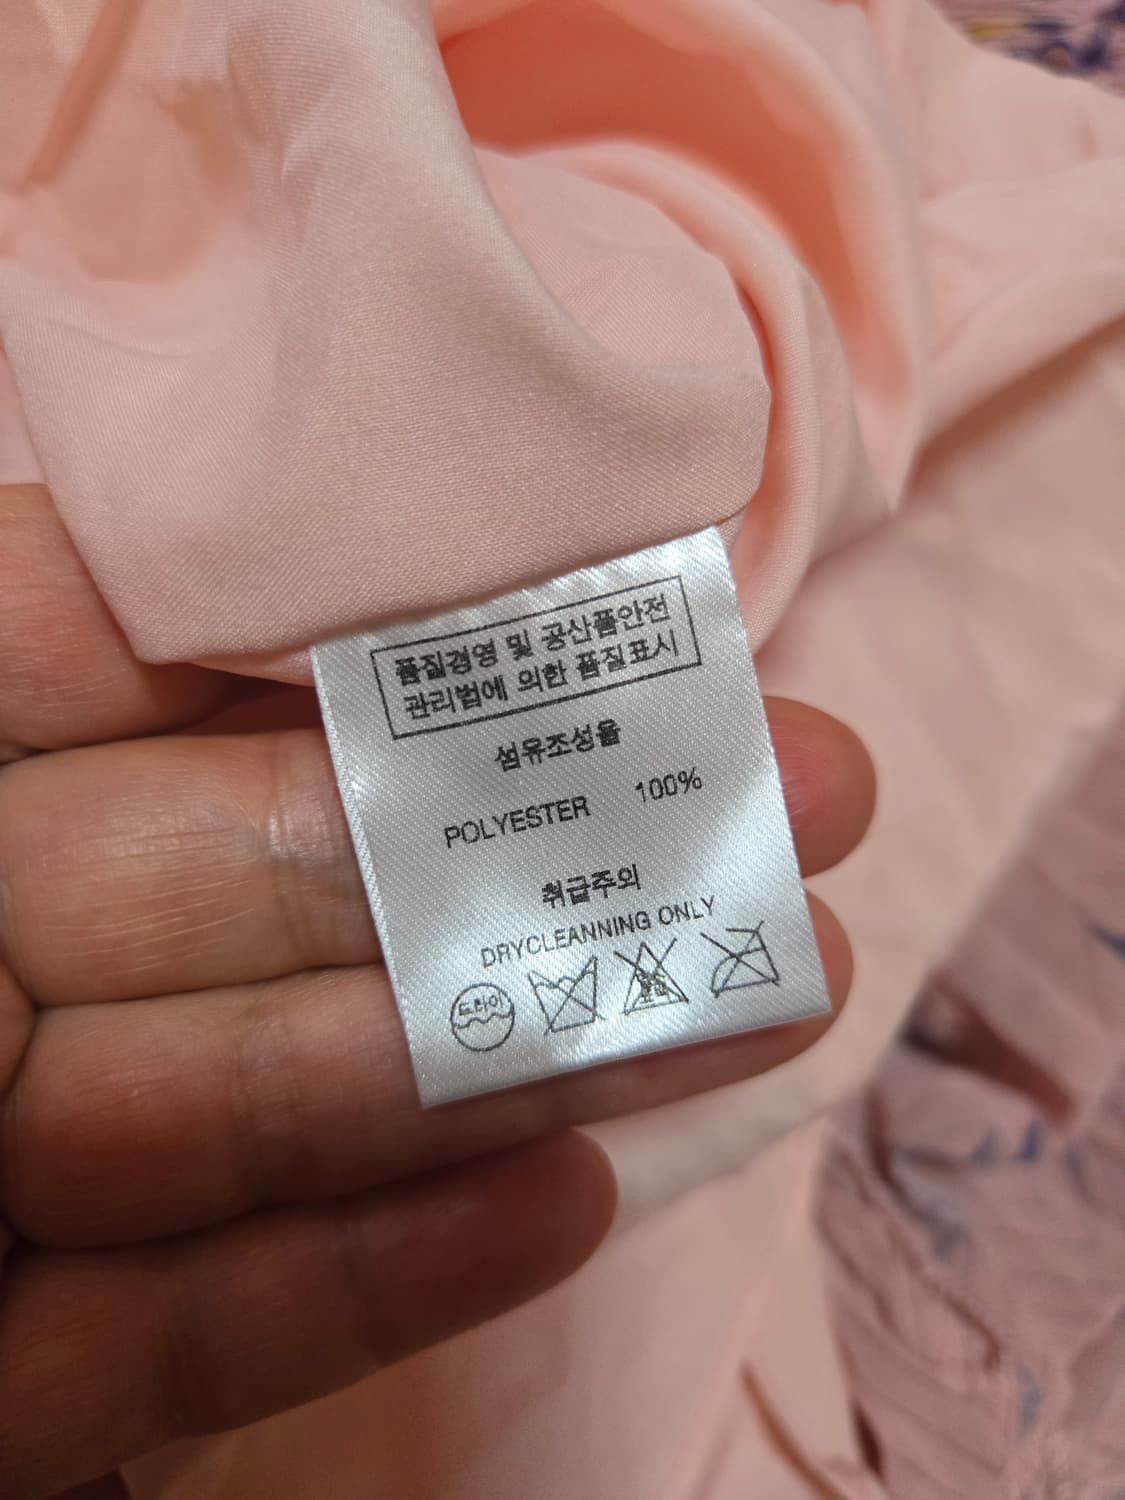 품질경영 및 공산품안전
관리법에 의한 품질표시
섬유조성율
POLYESTER 100%
취급주의
DRYCLEANNING ONLY
드라이